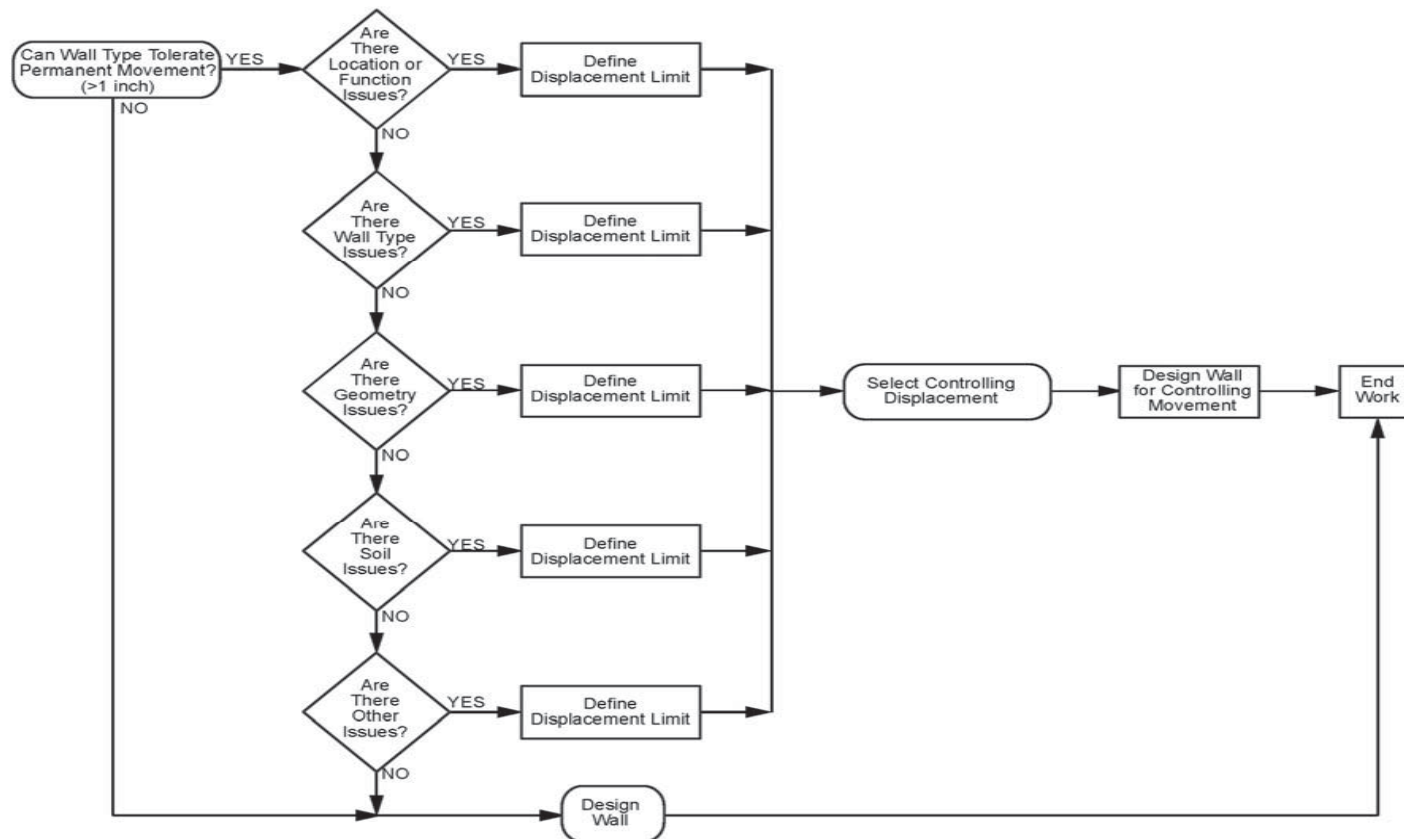 Can Wall Type Tolerate
Permanent Movement?
(>1 inch)
YES
NO
Are
There
Location or
Function
Issues?
YES
NO
Define
Displacement Limit
Are
There
Wall Type
Issues?
YES
NO
Define
Displacement Limit
Are
There
Geometry
Issues?
YES
NO
Define
Displacement Limit
Select Controlling
Displacement
Design Wall
for Controlling
Movement
End
Work
Are
There
Soil
Issues?
YES
NO
Define
Displacement Limit
Are
There
Other
Issues?
YES
NO
Define
Displacement Limit
Design
Wall